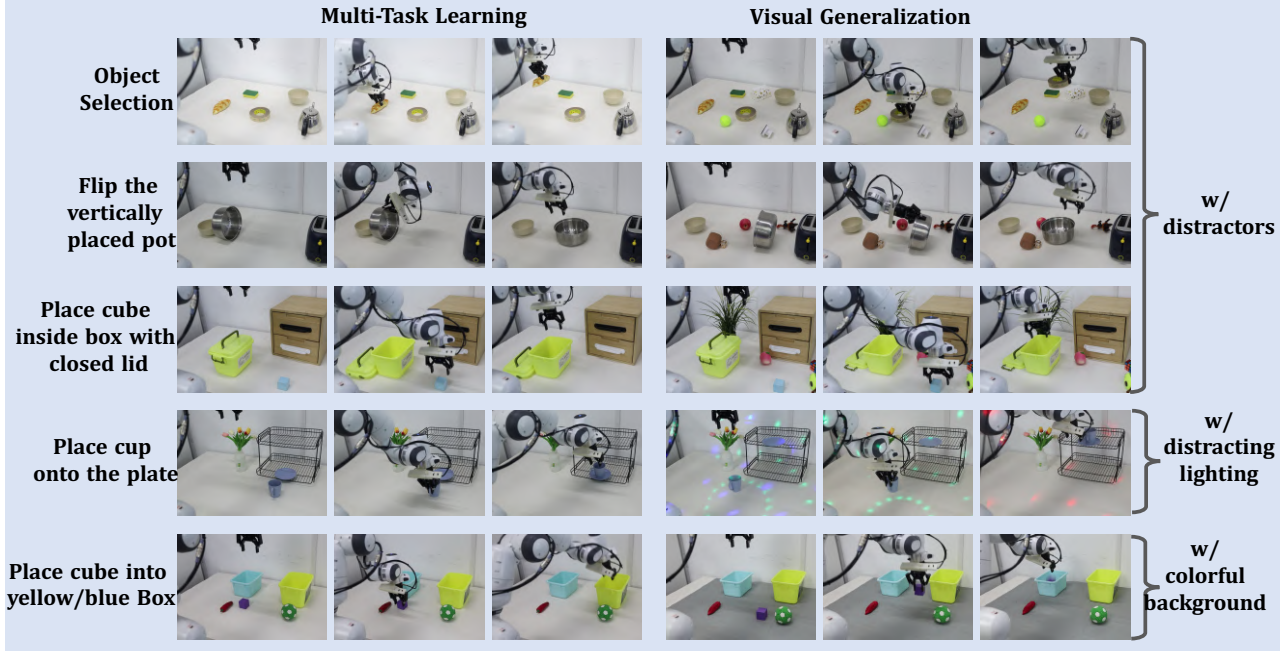 Multi-Task Learning
Visual Generalization
Object
Selection
Flip the
vertically
placed pot
Place cube
inside box with
closed lid
Place cup
onto the plate
Place cube into
yellow/blue Box
w/
distractors
w/
distracting
lighting
w/
colorful
background